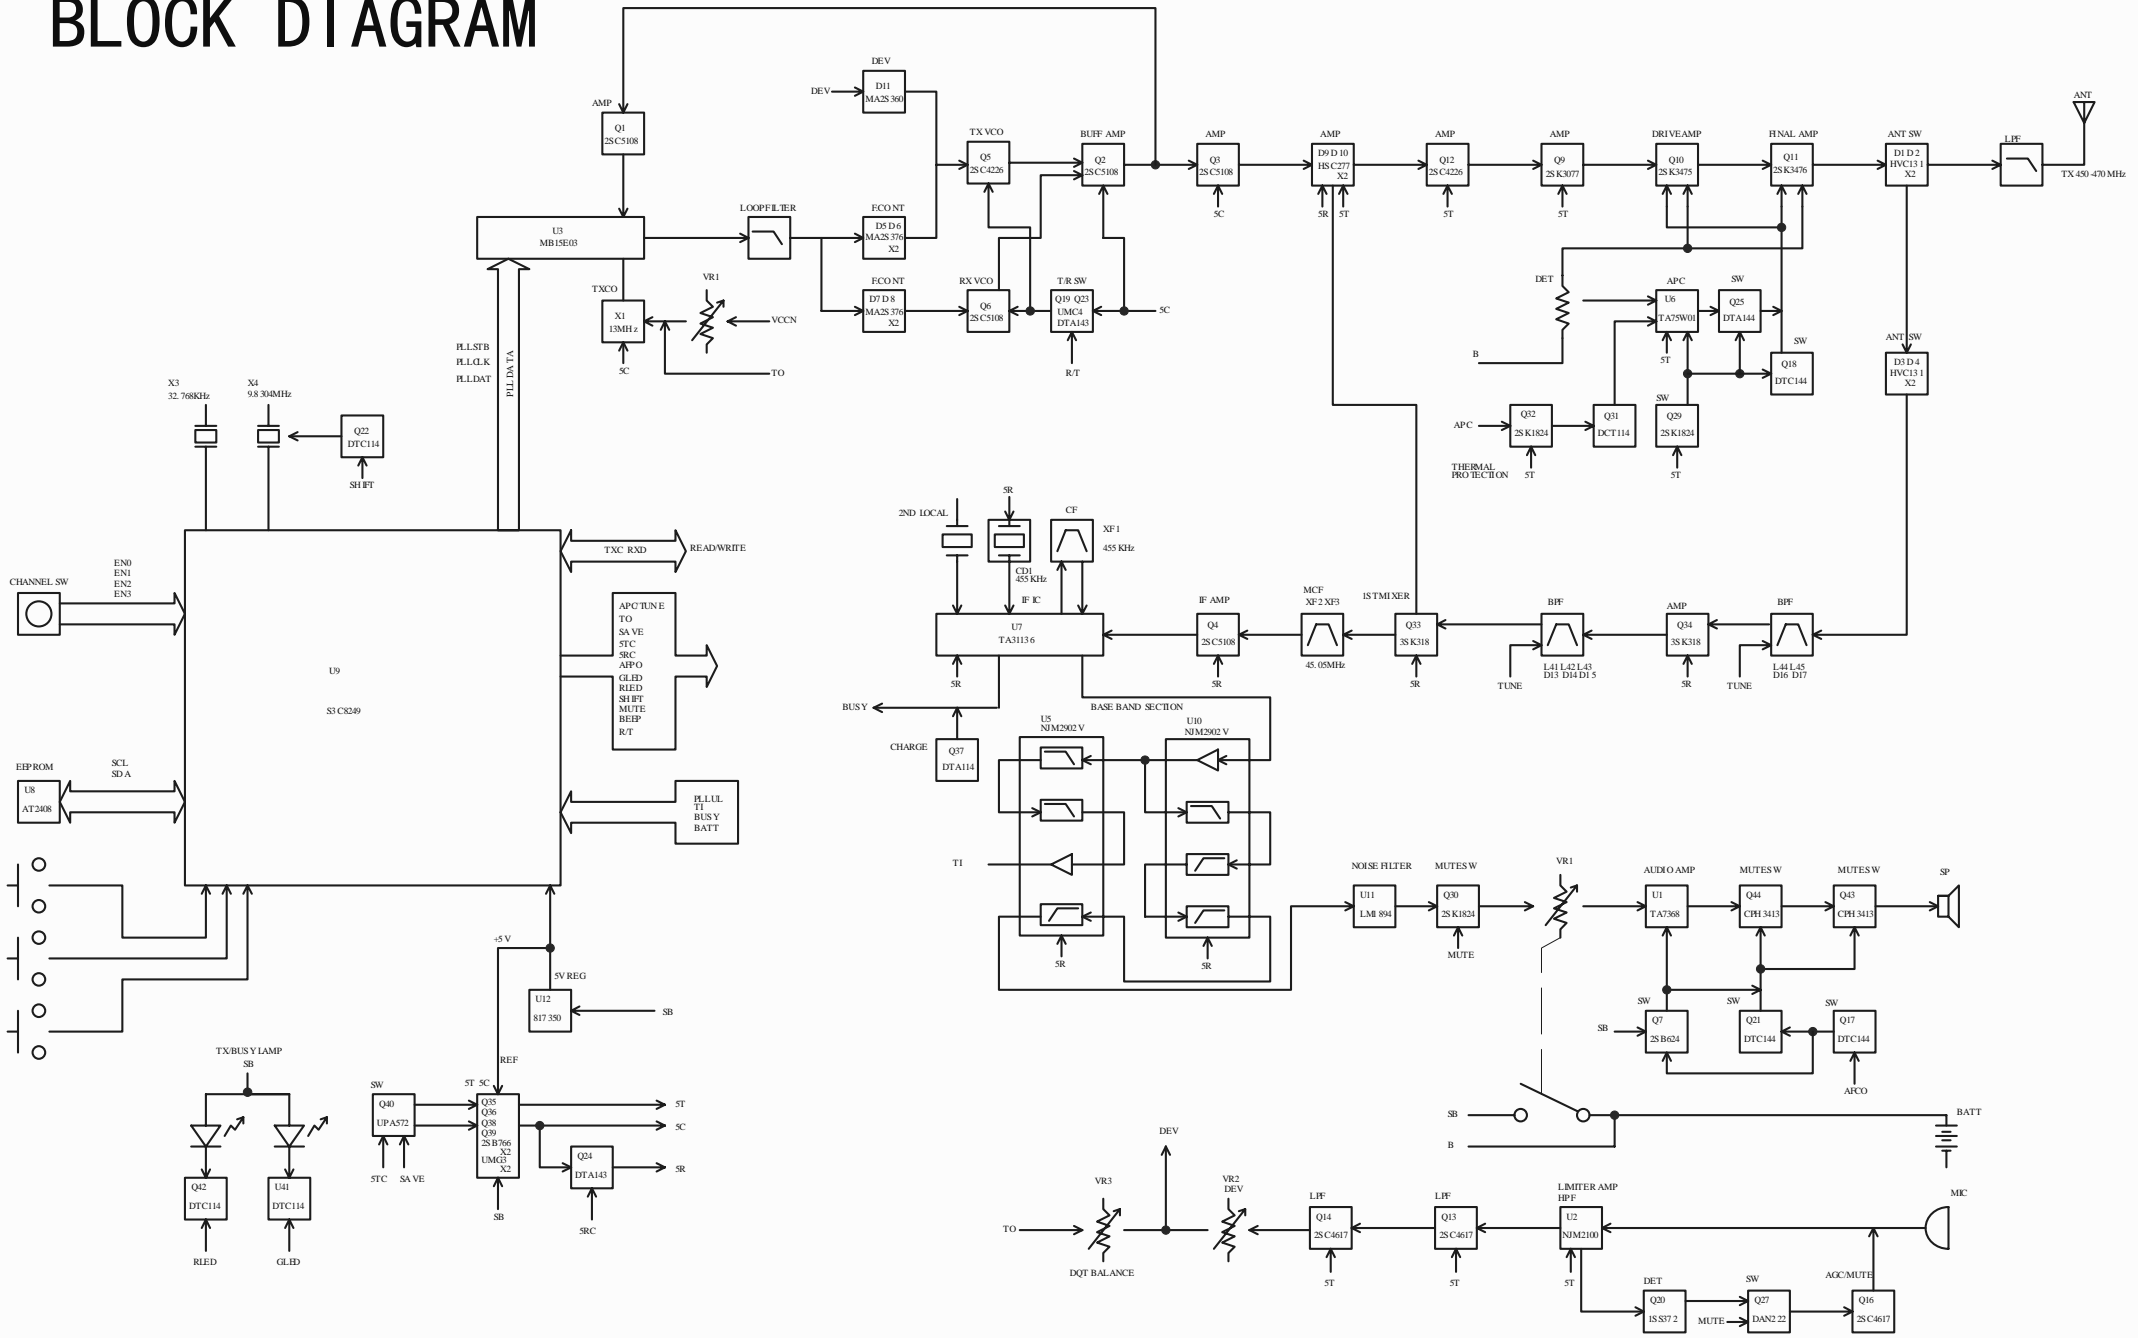 BLOCK DIAGRAM
DEV
DEV
D11
MA2S360
AMP
Q1
2SC5108
TX VCO
Q5
2SC4226
BUFF AMP
Q2
2SC5108
AMP
Q3
2SC5108
5C
AMP
D9 D10
HSC277
X2
5R
5T
AMP
Q12
2SC4226
5T
AMP
Q9
2SK3077
5T
DRIVE AMP
Q10
2SK3475
FINAL AMP
Q11
2SK3476
ANT SW
D1 D2
HVC131
X2
LPF
ANT
TX 450-470 MHz
U3
MB15E03
LOOP FILTER
F.CONT
D5 D6
MA2S376
X2
F.CONT
D7 D8
MA2S376
X2
RX VCO
Q6
2SC5108
T/R SW
Q19 Q23
UMC4
DTA143
5C
R/T
TXCO
X1
13MHz
5C
VR1
VCCN
TO
DET
B
APC
U6
TA75W01
5T
SW
Q25
DTA144
SW
Q18
DTC144
ANT SW
D3 D4
HVC131
X2
APC
Q32
2SK1824
5T
THERMAL
PROTECTION
Q31
DCT114
SW
Q29
2SK1824
5T
PLLSTB
PLLCLK
PLLDAT
PLL DATA
X3
32.768KHz
X4
9.8304MHz
Q22
DTC114
SHIFT
CHANNEL SW
EN0
EN1
EN2
EN3
U9
S3C8249
TXC RXD
READ/WRITE
APC/TUNE
TO
SAVE
5TC
5RC
AFPO
GLED
RLED
SHIFT
MUTE
BEEP
R/T
PLLUL
TI
BUSY
BATT
EEPROM
U8
AT2408
SCL
SDA
2ND LOCAL
5R
CD1
455 KHz
CF
XF1
455 KHz
IF IC
U7
TA31136
5R
IF AMP
Q4
2SC5108
5R
MCF
XF2 XF3
45.05MHz
1ST MIXER
Q33
3SK318
5R
BPF
L41 L42 L43
D13 D14 D15
TUNE
AMP
Q34
3SK318
5R
BPF
L44 L45
D16 D17
TUNE
BUSY
CHARGE
Q37
DTA114
BASE BAND SECTION
U5
NJM2902V
U10
NJM2902V
TI
5R
5R
NOISE FILTER
U11
LM1894
MUTE SW
Q30
2SK1824
MUTE
VR1
AUDIO AMP
U1
TA7368
MUTE SW
Q44
CPH3413
MUTE SW
Q43
CPH3413
SP
SB
SW
Q7
2SB624
SW
Q21
DTC144
SW
Q17
DTC144
AFCO
+5V
5V REG
U12
817350
SB
REF
TX/BUSY LAMP
SB
Q42
DTC114
RLED
U41
DTC114
GLED
SW
Q40
UPA572
5TC
SAVE
5T 5C
Q35
Q36
Q38
Q39
2SB766
X2
UMG3
X2
SB
5T
5C
5R
Q24
DTA143
5RC
SB
B
BATT
TO
VR3
DQT BALANCE
DEV
VR2
DEV
LPF
Q14
2SC4617
5T
LPF
Q13
2SC4617
5T
LIMITER AMP
HPF
U2
NJM2100
5T
MIC
DET
Q20
1SS372
SW
Q27
DAN222
MUTE
AGC/MUTE
Q16
2SC4617